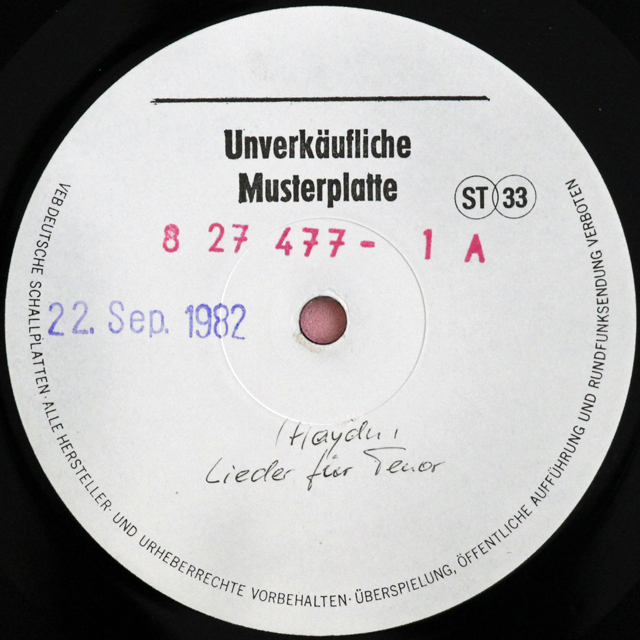 Unverkäufliche
Musterplatte
ST 33
8 27 477- 1 A
22. Sep. 1982
(Haydn)
Lieder für Tenor
VEB DEUTSCHE SCHALLPLATTEN · ALLE HERSTELLER- UND URHEBERRECHTE VORBEHALTEN · ÜBERSPIELUNG, ÖFFENTLICHE AUFFÜHRUNG UND RUNDFUNKSENDUNG VERBOTEN